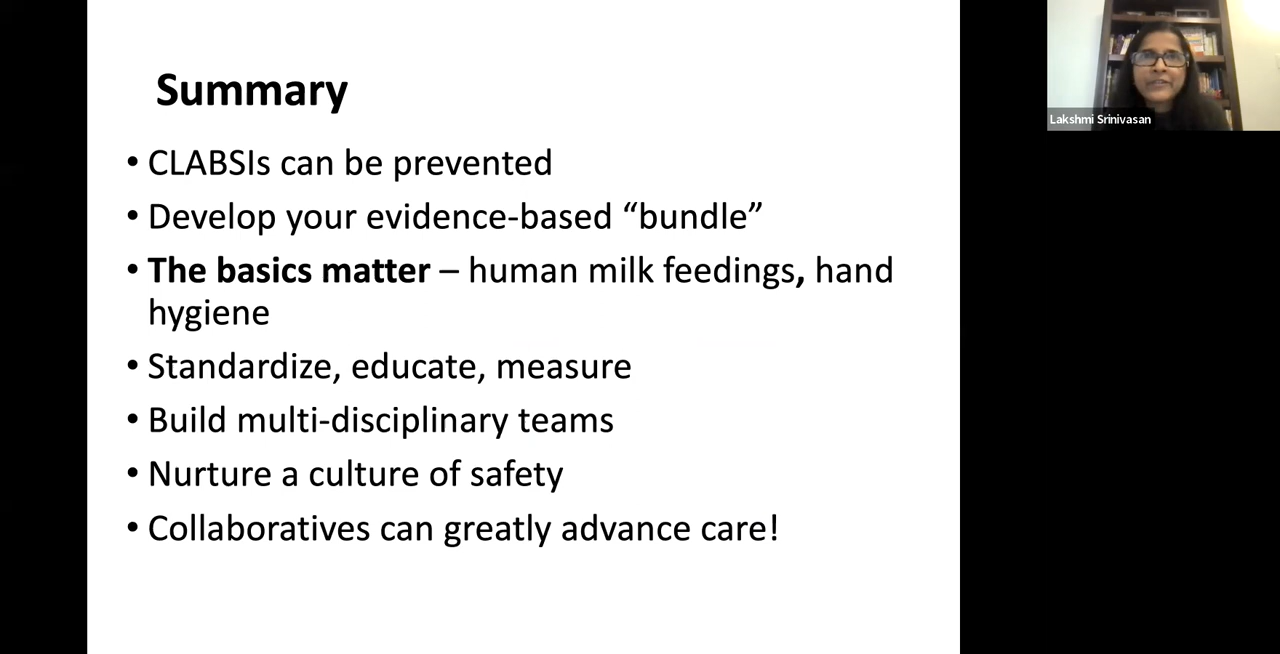 Summary
• CLABSIs can be prevented
• Develop your evidence-based “bundle”
• The basics matter – human milk feedings, hand
hygiene
• Standardize, educate, measure
• Build multi-disciplinary teams
• Nurture a culture of safety
• Collaboratives can greatly advance care!
Lakshmi Srinivasan